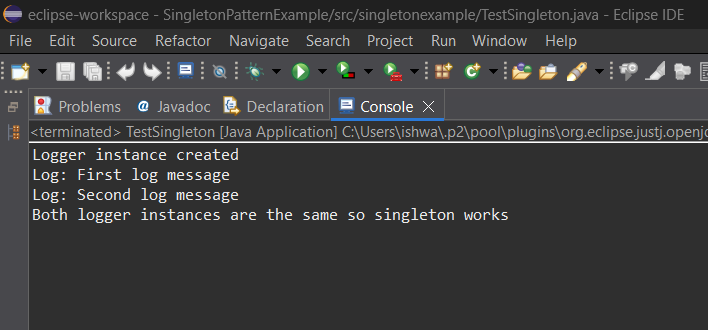 eclipse-workspace - SingletonPatternExample/src/singletonexample/TestSingleton.java - Eclipse IDE
File Edit Source Refactor Navigate Search Project Run Window Help
Problems @ Javadoc Declaration Console
<terminated> TestSingleton [Java Application] C:\Users\ishwa\.p2\pool\plugins\org.eclipse.justj.openj
Logger instance created
Log: First log message
Log: Second log message
Both logger instances are the same so singleton works